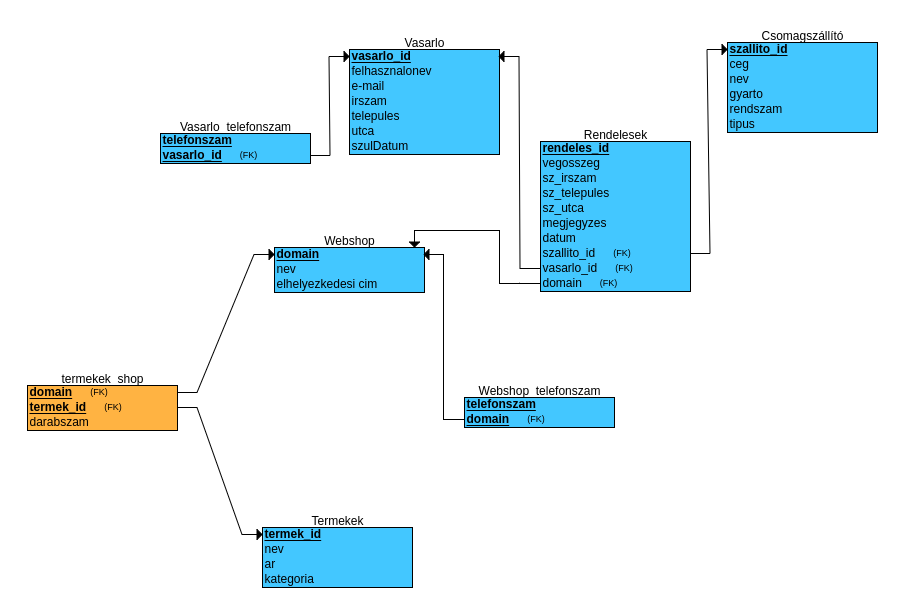 Vasarlo
vasarlo_id
felhasznalonev
e-mail
irszam
telepules
utca
szulDatum
Csomagszállító
szallito_id
ceg
nev
gyarto
rendszam
tipus
Vasarlo_telefonszam
telefonszam
vasarlo_id (FK)
Rendelesek
rendeles_id
vegosszeg
sz_irszam
sz_telepules
sz_utca
megjegyzes
datum
szallito_id (FK)
vasarlo_id (FK)
domain (FK)
Webshop
domain
nev
elhelyezkedesi cim
termekek_shop
domain (FK)
termek_id (FK)
darabszam
Webshop_telefonszam
telefonszam
domain (FK)
Termekek
termek_id
nev
ar
kategoria